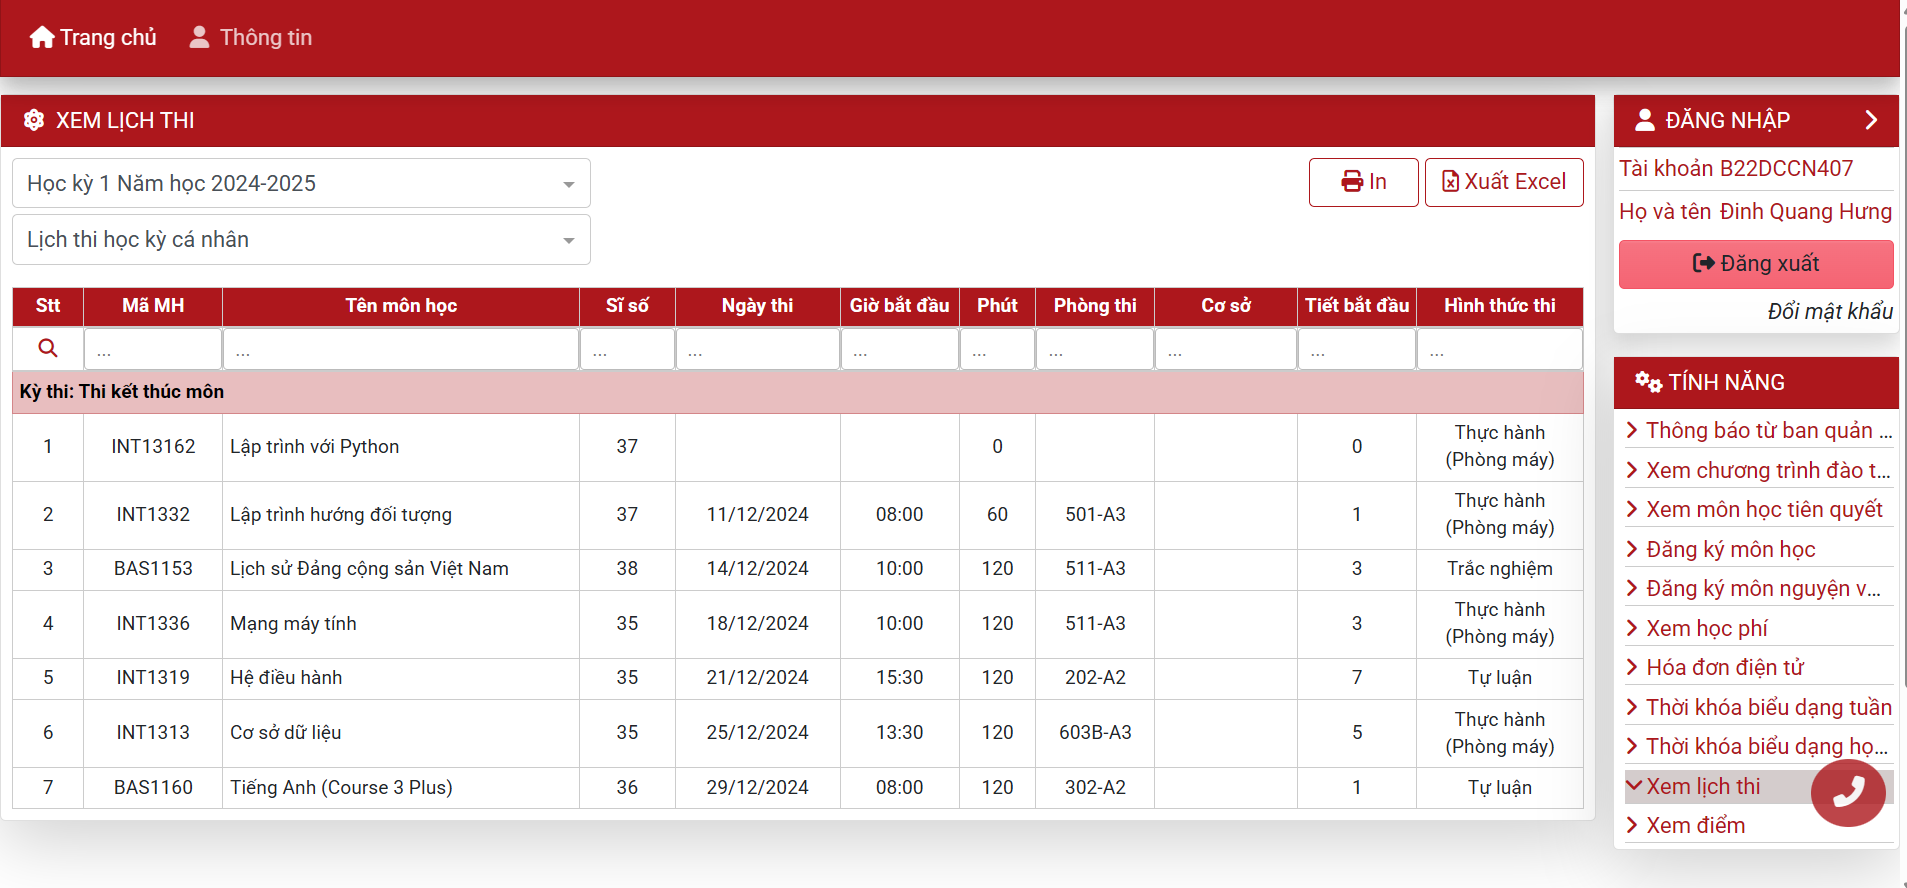 Trang chủ Thông tin
XEM LỊCH THI
Học kỳ 1 Năm học 2024-2025
In Xuất Excel
Lịch thi học kỳ cá nhân
Stt Mã MH Tên môn học Sĩ số Ngày thi Giờ bắt đầu Phút Phòng thi Cơ sở Tiết bắt đầu Hình thức thi
... ... ... ... ... ... ... ... ... ...
Kỳ thi: Thi kết thúc môn
1 INT13162 Lập trình với Python 37 0 0 Thực hành
(Phòng máy)
2 INT1332 Lập trình hướng đối tượng 37 11/12/2024 08:00 60 501-A3 1 Thực hành
(Phòng máy)
3 BAS1153 Lịch sử Đảng cộng sản Việt Nam 38 14/12/2024 10:00 120 511-A3 3 Trắc nghiệm
4 INT1336 Mạng máy tính 35 18/12/2024 10:00 120 511-A3 3 Thực hành
(Phòng máy)
5 INT1319 Hệ điều hành 35 21/12/2024 15:30 120 202-A2 7 Tự luận
6 INT1313 Cơ sở dữ liệu 35 25/12/2024 13:30 120 603B-A3 5 Thực hành
(Phòng máy)
7 BAS1160 Tiếng Anh (Course 3 Plus) 36 29/12/2024 08:00 120 302-A2 1 Tự luận
ĐĂNG NHẬP
Tài khoản B22DCCN407
Họ và tên Đinh Quang Hưng
Đăng xuất
Đổi mật khẩu
TÍNH NĂNG
Thông báo từ ban quản ...
Xem chương trình đào t...
Xem môn học tiên quyết
Đăng ký môn học
Đăng ký môn nguyện v...
Xem học phí
Hóa đơn điện tử
Thời khóa biểu dạng tuần
Thời khóa biểu dạng họ...
Xem lịch thi
Xem điểm